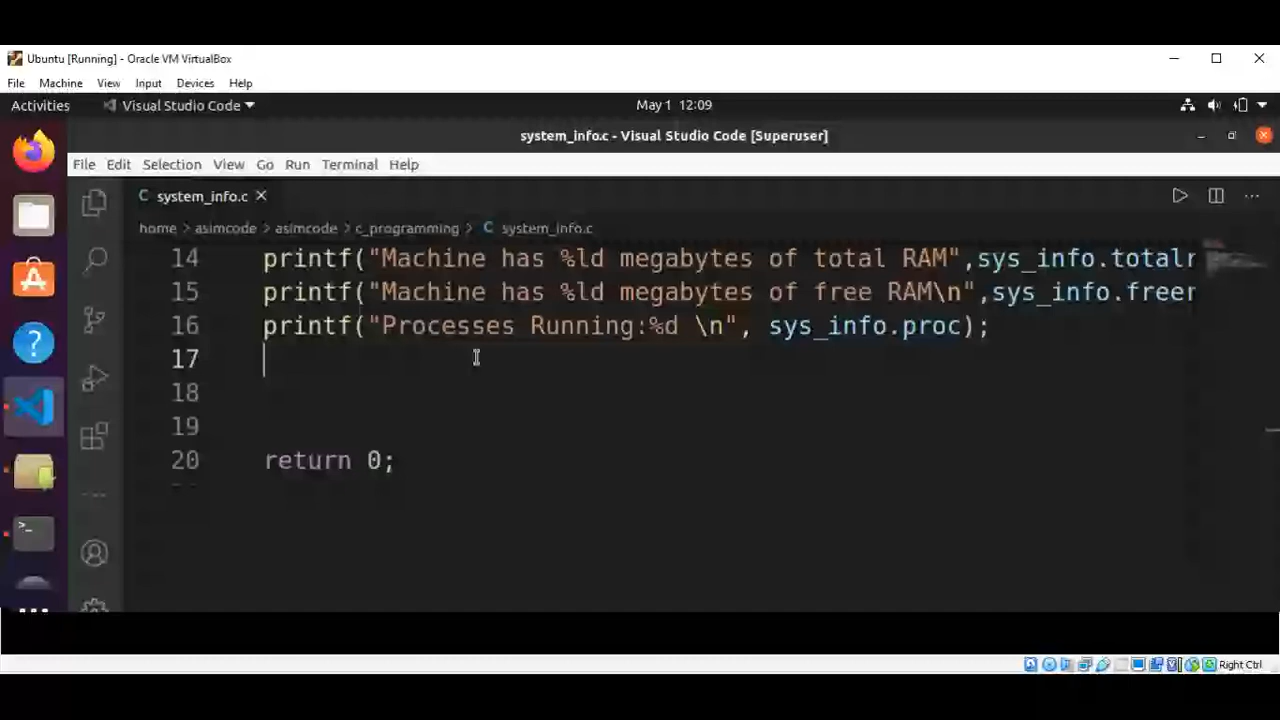 Ubuntu [Running] - Oracle VM VirtualBox
File Machine View Input Devices Help
Activities Visual Studio Code May 1 12:09
system_info.c - Visual Studio Code [Superuser]
File Edit Selection View Go Run Terminal Help
C system_info.c
home > asimcode > asimcode > c_programming > C system_info.c
14 printf("Machine has %ld megabytes of total RAM",sys_info.totalr
15 printf("Machine has %ld megabytes of free RAM\n",sys_info.freer
16 printf("Processes Running:%d \n", sys_info.proc);
17
18
19
20 return 0;
Right Ctrl